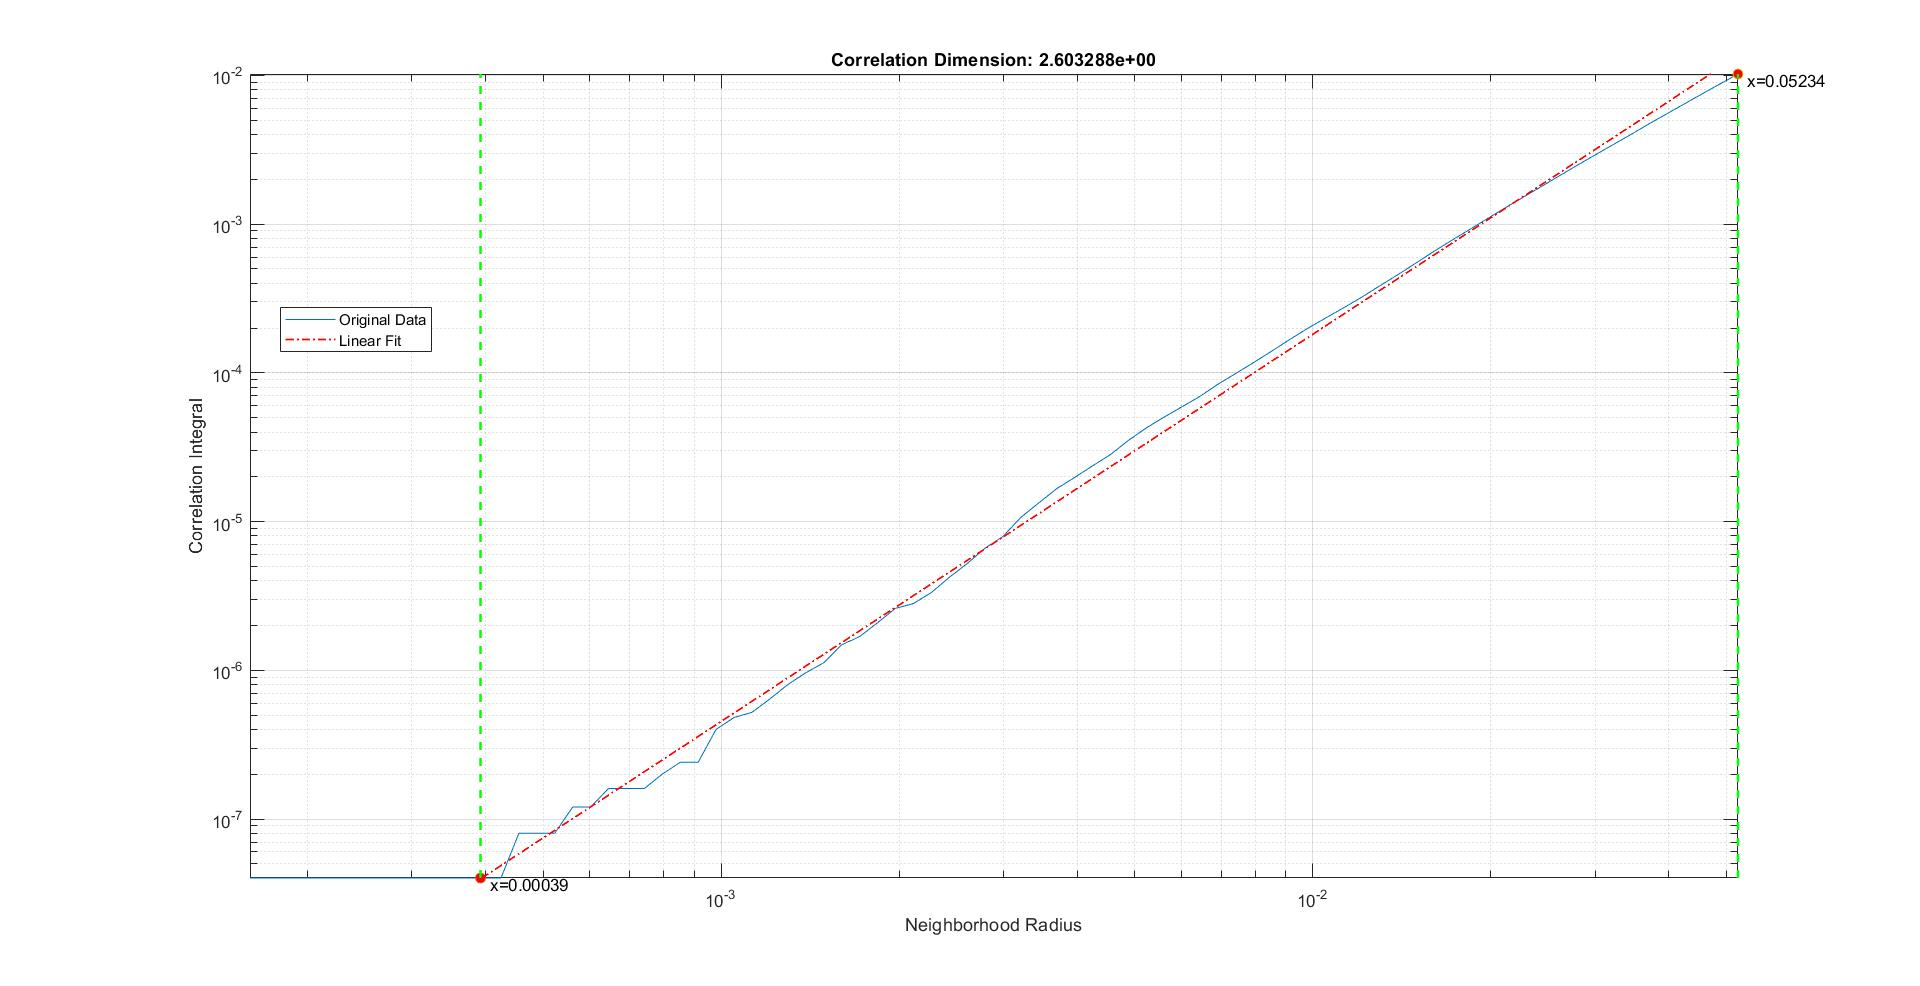 Correlation Dimension: 2.603288e+00
10-2
x=0.05234
10-3
Original Data
Linear Fit
10-4
Correlation Integral
10-5
10-6
10-7
x=0.00039
10-3
10-2
Neighborhood Radius